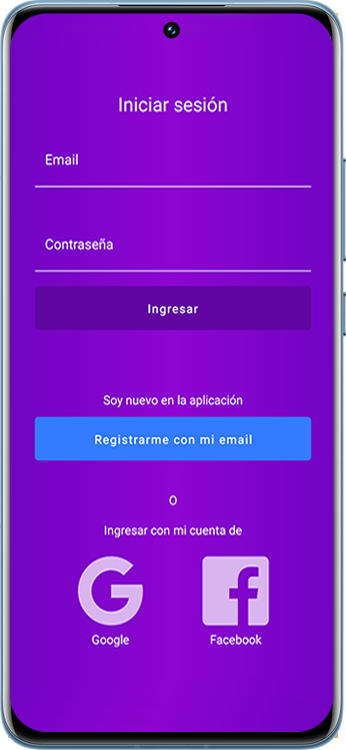 Iniciar sesión
Email
Contraseña
Ingresar
Soy nuevo en la aplicación
Registrarme con mi email
O
Ingresar con mi cuenta de
Google
Facebook